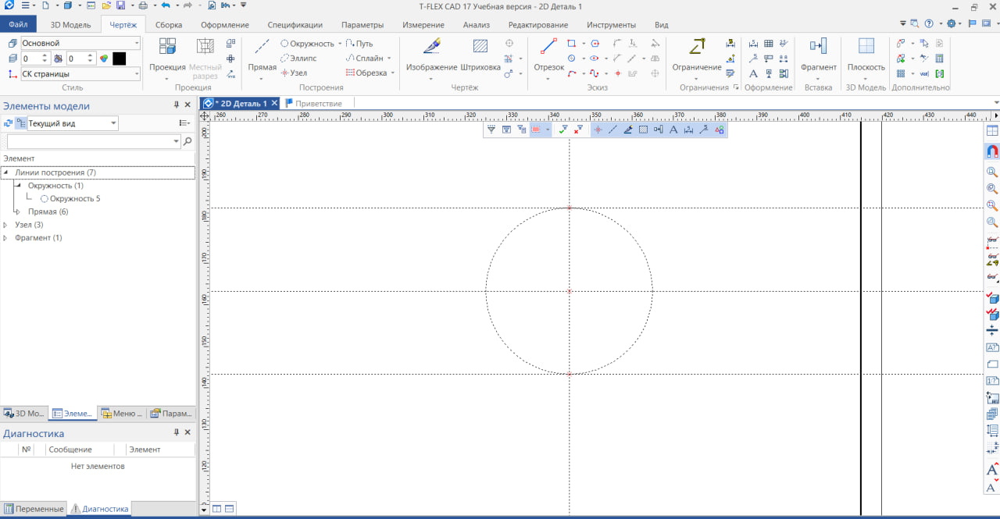 T-FLEX CAD 17 Учебная версия - 2D Деталь 1
Файл 3D Модель Чертёж Сборка Оформление Спецификации Параметры Измерение Анализ Редактирование Инструменты Вид
Основной
0 0
СК страницы
Стиль
Проекция
Местный разрез
Проекция
Прямая
Окружность
Эллипс
Узел
Путь
Сплайн
Обрезка
Построения
Изображение
Штриховка
Чертёж
Отрезок
Эскиз
Ограничение
Ограничения
Оформление
Фрагмент
Вставка
Плоскость
3D Модель
Дополнительно
Элементы модели
Текущий вид
Элемент
Линии построения (7)
Окружность (1)
Окружность 5
Прямая (6)
Узел (3)
Фрагмент (1)
3D Мо... Элеме... Меню ... Парам...
Диагностика
№ Сообщение Элемент
Нет элементов
Переменные Диагностика
* 2D Деталь 1 Приветствие
260 270 280 290 300 310 320 330 340 350 360 370 380 390 400 410 420 430 440
200
190
180
170
160
150
140
130
120